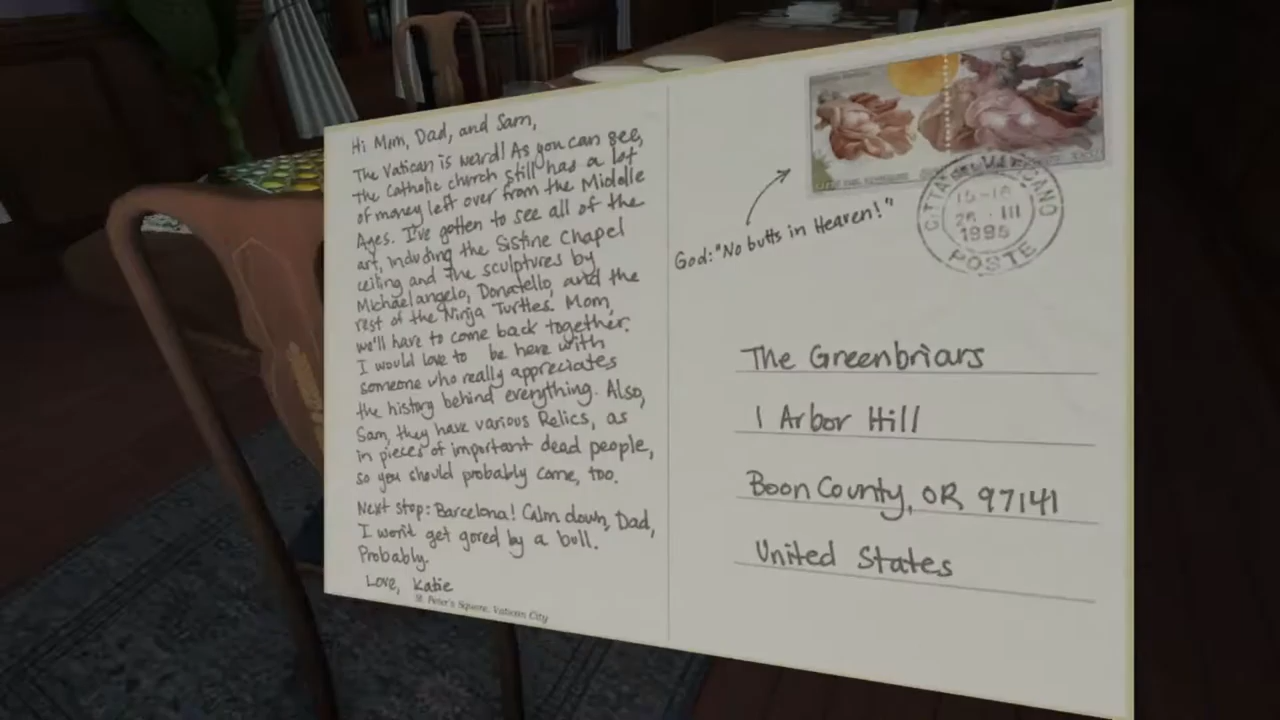 Hi Mom, Dad, and Sam,
The Vatican is weird! As you can see,
the Catholic church still has a lot
of money left over from the Middle
Ages. I've gotten to see all of the
art, including the Sistine Chapel
ceiling and the sculptures by
Michaelangelo, Donatello, and the
rest of the Ninja Turtles. Mom,
we'll have to come back together.
I would love to be here with
someone who really appreciates
the history behind everything. Also,
Sam, they have various Relics, as
in pieces of important dead people,
so you should probably come, too.
Next stop: Barcelona! Calm down, Dad,
I won't get gored by a bull.
Probably.
Love, Katie
St. Peter's Square, Vatican City
God: "No butts in Heaven!"
CITTA DEL VATICANO
26 III
1995
POSTE
The Greenbriars
1 Arbor Hill
Boon County, OR 97141
United States